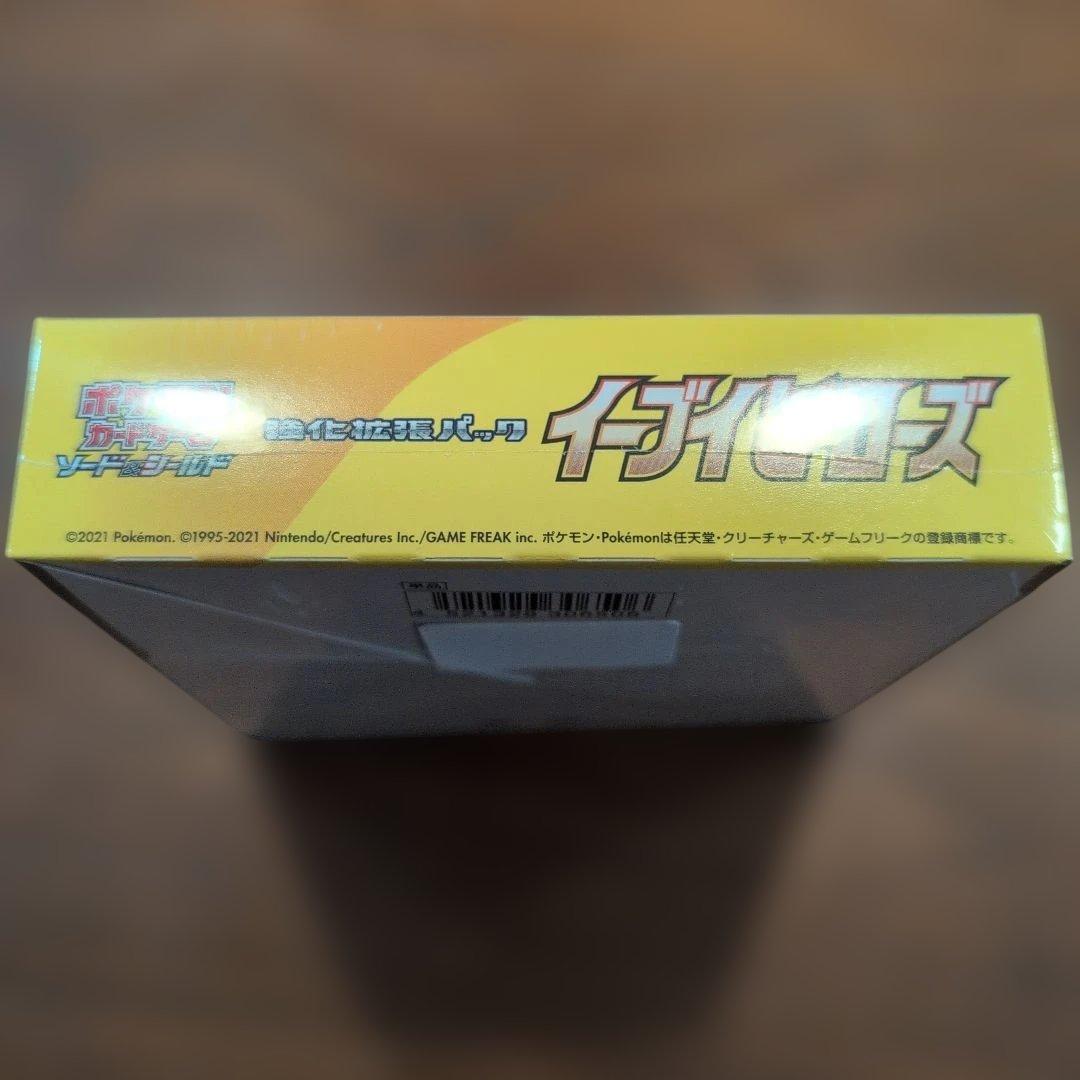 ポケモン
カードゲーム
ソード&シールド
強化拡張パック
イーブイヒーローズ
©2021 Pokémon. ©1995-2021 Nintendo/Creatures Inc./GAME FREAK inc. ポケモン・Pokémonは任天堂・クリーチャーズ・ゲームフリークの登録商標です。
単品